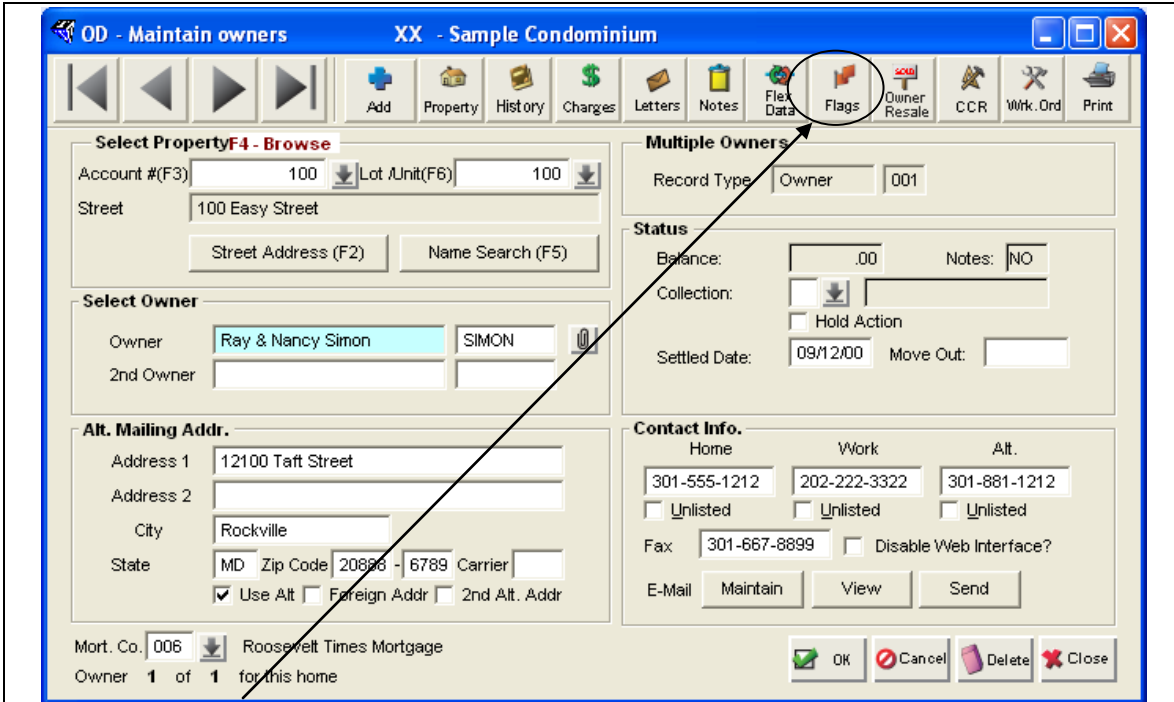 OD - Maintain owners XX - Sample Condominium
Add Property History Charges Letters Notes Flex Data Flags Owner Resale CCR Wrk.Ord Print
SOLD
Select Property F4 - Browse
Account #(F3) 100 Lot /Unit(F6) 100
Street 100 Easy Street
Street Address (F2) Name Search (F5)
Multiple Owners
Record Type Owner 001
Status
Balance: .00 Notes: NO
Collection:
Hold Action
Settled Date: 09/12/00 Move Out:
Select Owner
Owner Ray & Nancy Simon SIMON
2nd Owner
Alt. Mailing Addr.
Address 1 12100 Taft Street
Address 2
City Rockville
State MD Zip Code 20888 - 6789 Carrier
Use Alt Foreign Addr 2nd Alt. Addr
Contact Info.
Home Work Alt.
301-555-1212 202-222-3322 301-881-1212
Unlisted Unlisted Unlisted
Fax 301-667-8899 Disable Web Interface?
E-Mail Maintain View Send
Mort. Co. 006 Roosevelt Times Mortgage
Owner 1 of 1 for this home
OK Cancel Delete Close